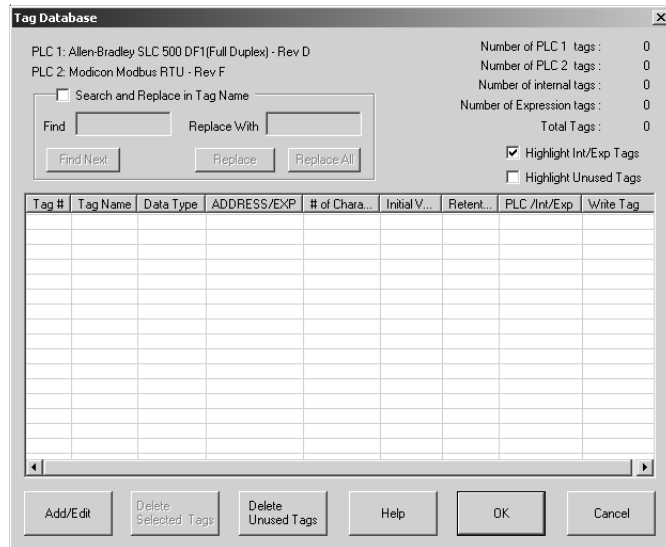 Tag Database
PLC 1: Allen-Bradley SLC 500 DF1(Full Duplex) - Rev D
PLC 2: Modicon Modbus RTU - Rev F
Number of PLC 1 tags : 0
Number of PLC 2 tags : 0
Number of internal tags : 0
Number of Expression tags : 0
Total Tags : 0
Search and Replace in Tag Name
Find Replace With
Find Next Replace Replace All
Highlight Int/Exp Tags
Highlight Unused Tags
Tag # Tag Name Data Type ADDRESS/EXP # of Chara... Initial V... Retent... PLC /Int/Exp Write Tag
Add/Edit Delete Selected Tags Delete Unused Tags Help OK Cancel